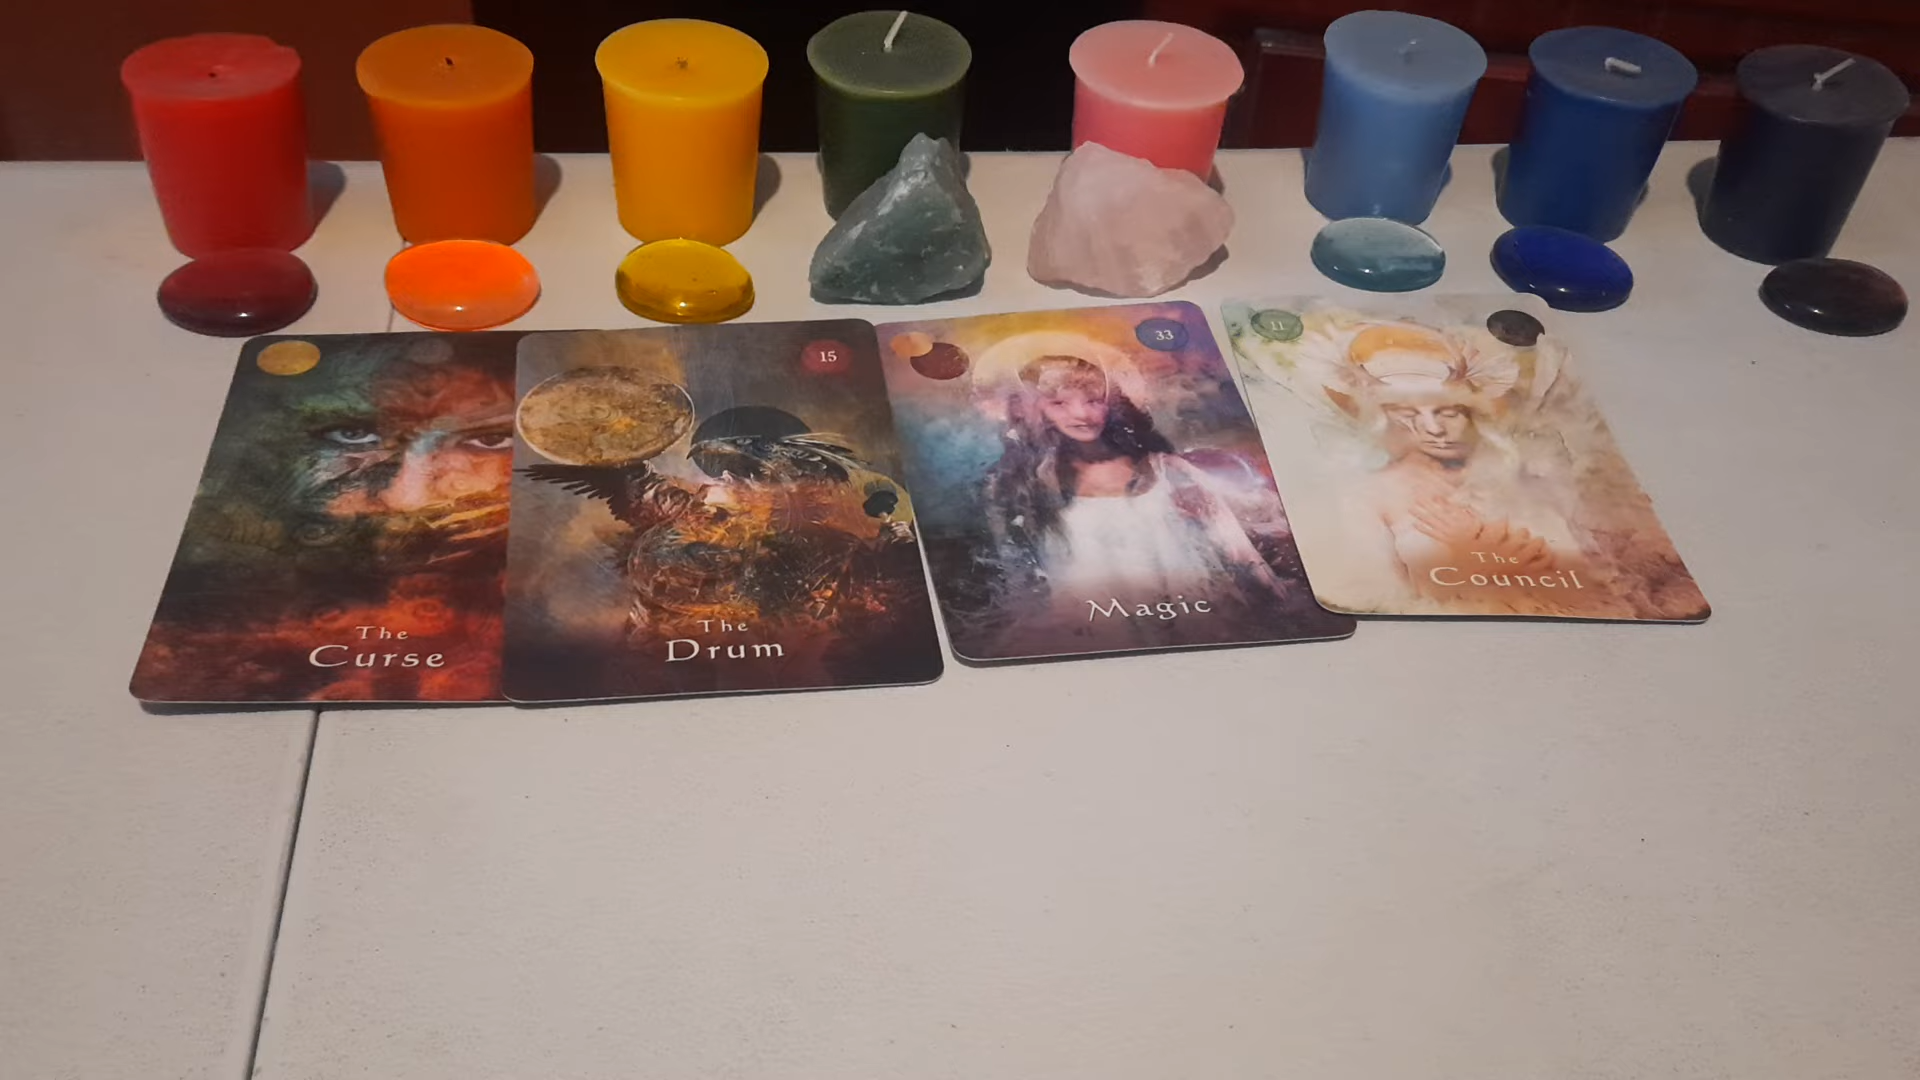 The
Curse
15
The
Drum
33
Magic
11
The
Council